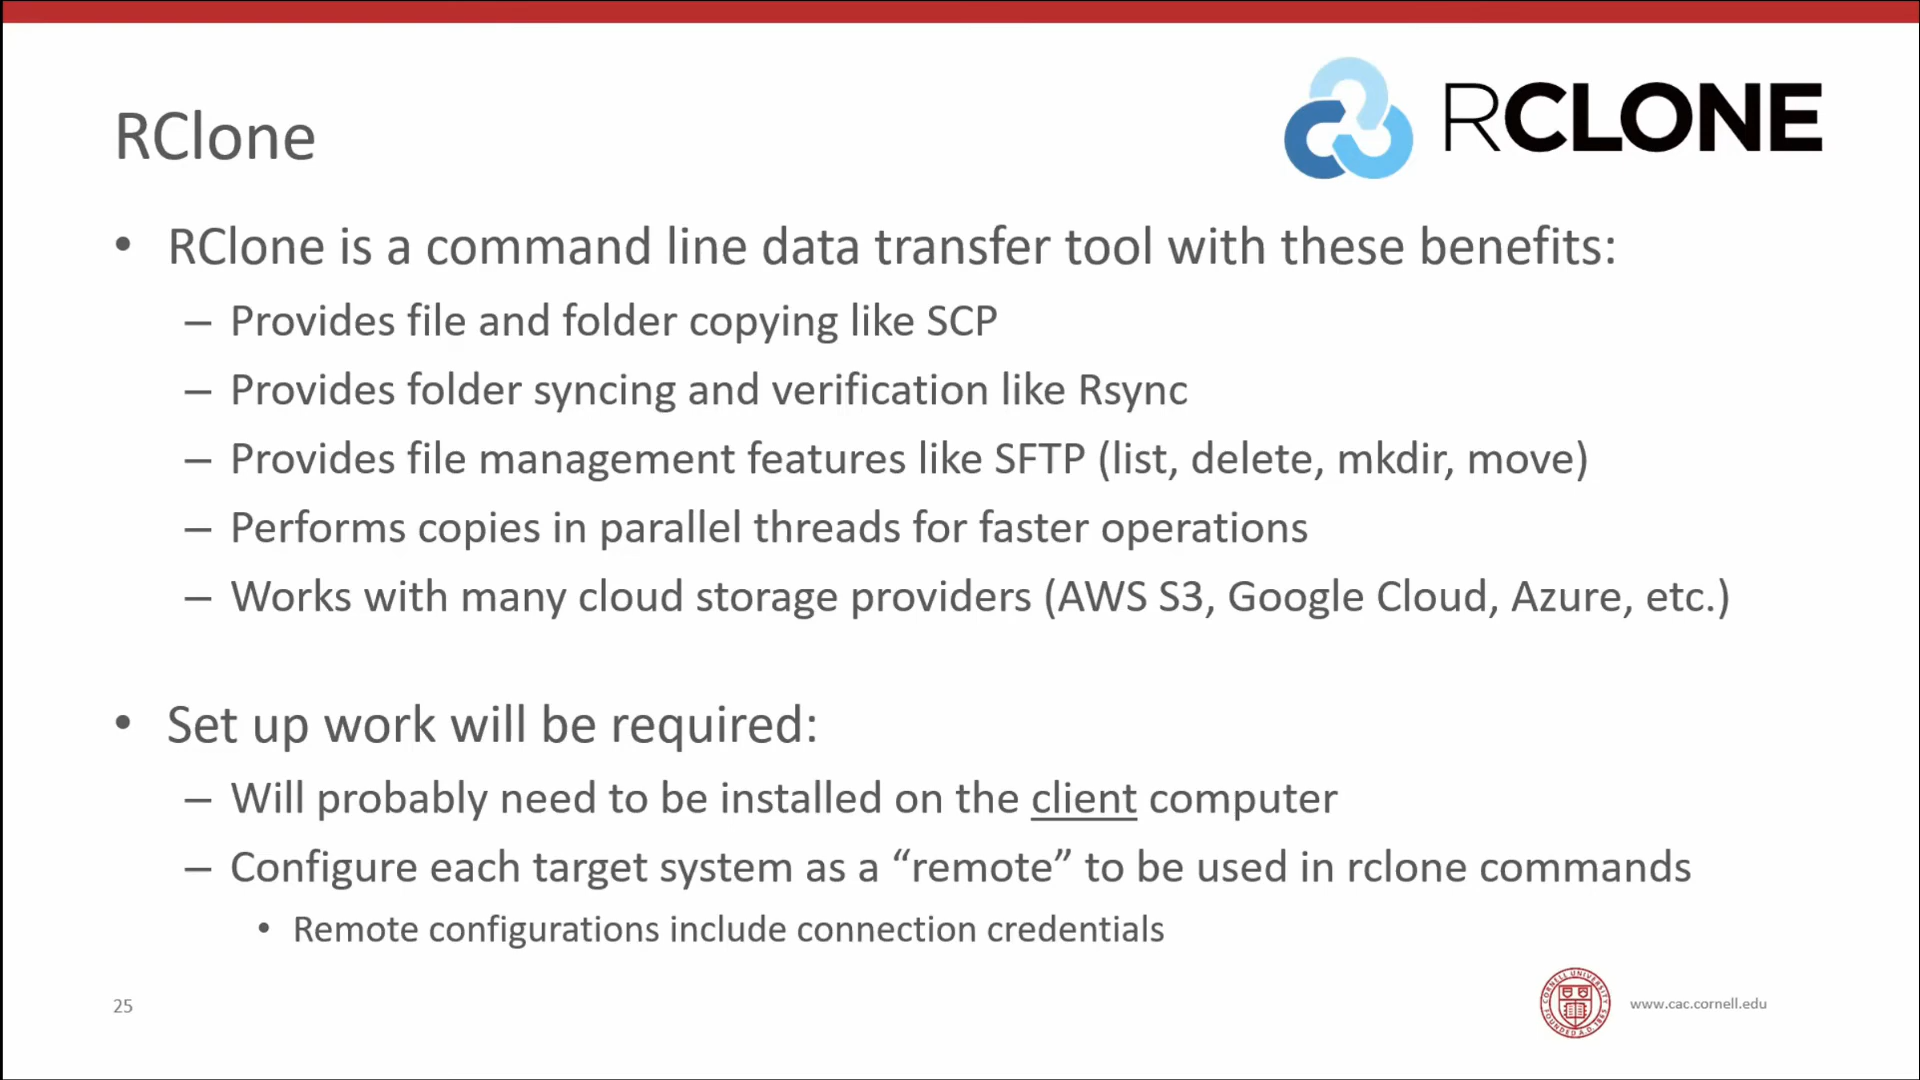 RClone
RCLONE
• RClone is a command line data transfer tool with these benefits:
– Provides file and folder copying like SCP
– Provides folder syncing and verification like Rsync
– Provides file management features like SFTP (list, delete, mkdir, move)
– Performs copies in parallel threads for faster operations
– Works with many cloud storage providers (AWS S3, Google Cloud, Azure, etc.)
• Set up work will be required:
– Will probably need to be installed on the client computer
– Configure each target system as a “remote” to be used in rclone commands
• Remote configurations include connection credentials
25
CORNELL UNIVERSITY
FOUNDED A.D. 1865
www.cac.cornell.edu